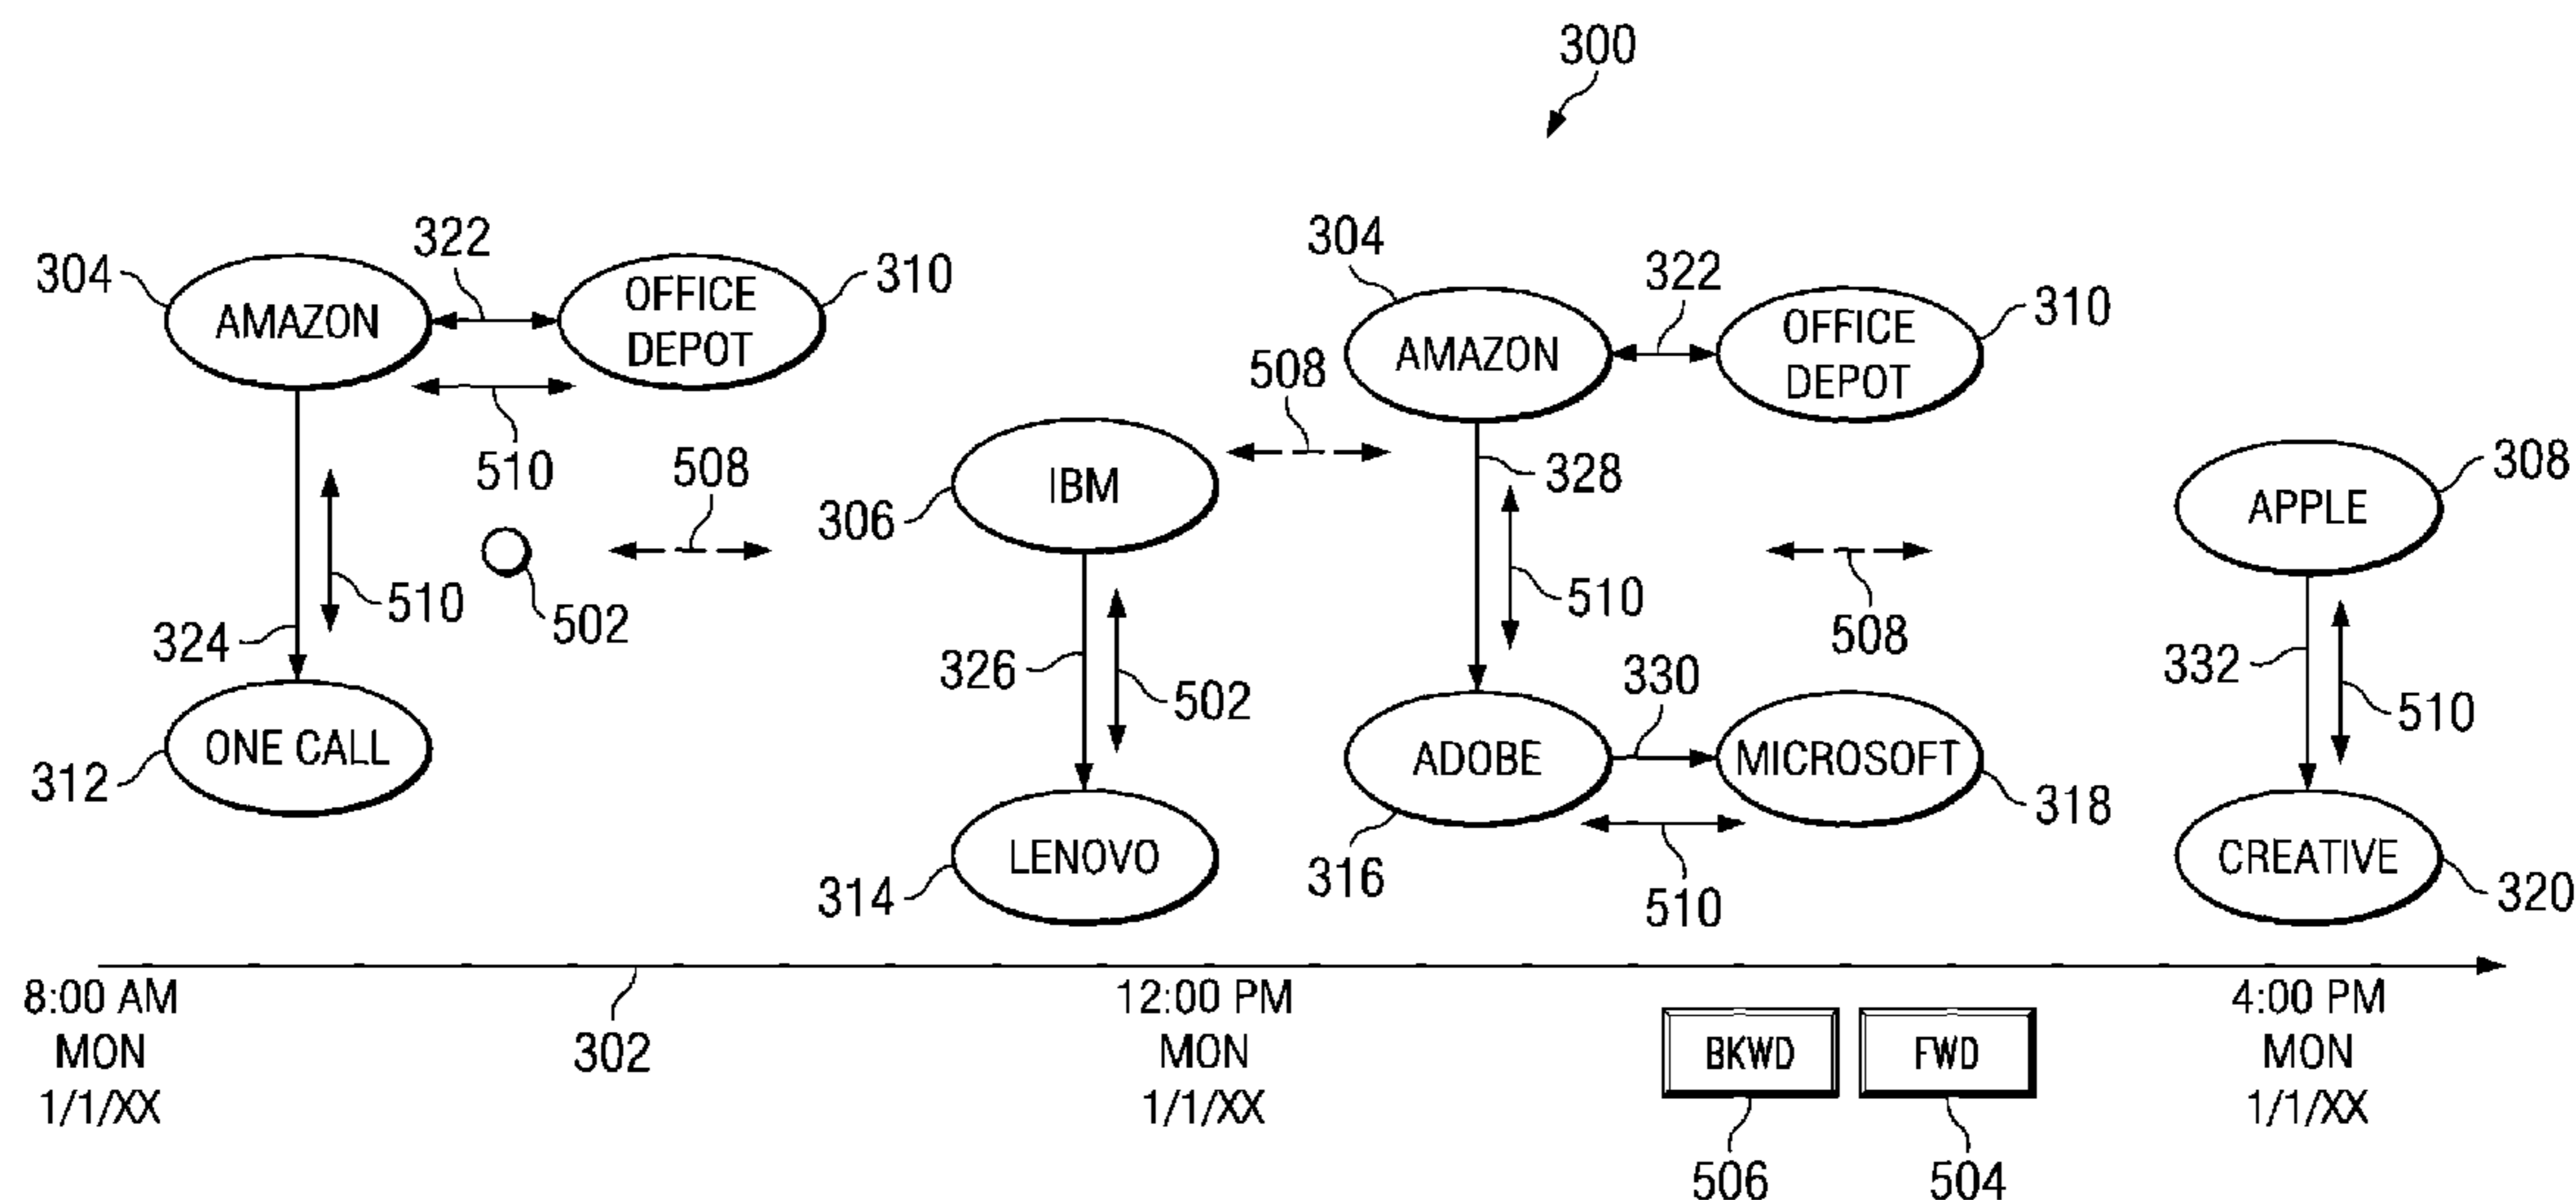 300
304
322
310
AMAZON
OFFICE
DEPOT
510
324
510
502
508
ONE CALL
312
306
IBM
508
326
502
LENOVO
314
304
322
310
AMAZON
OFFICE
DEPOT
328
510
508
330
ADOBE
MICROSOFT
316
510
318
308
APPLE
332
510
CREATIVE
320
8:00 AM
MON
1/1/XX
302
12:00 PM
MON
1/1/XX
BKWD
FWD
506
504
4:00 PM
MON
1/1/XX